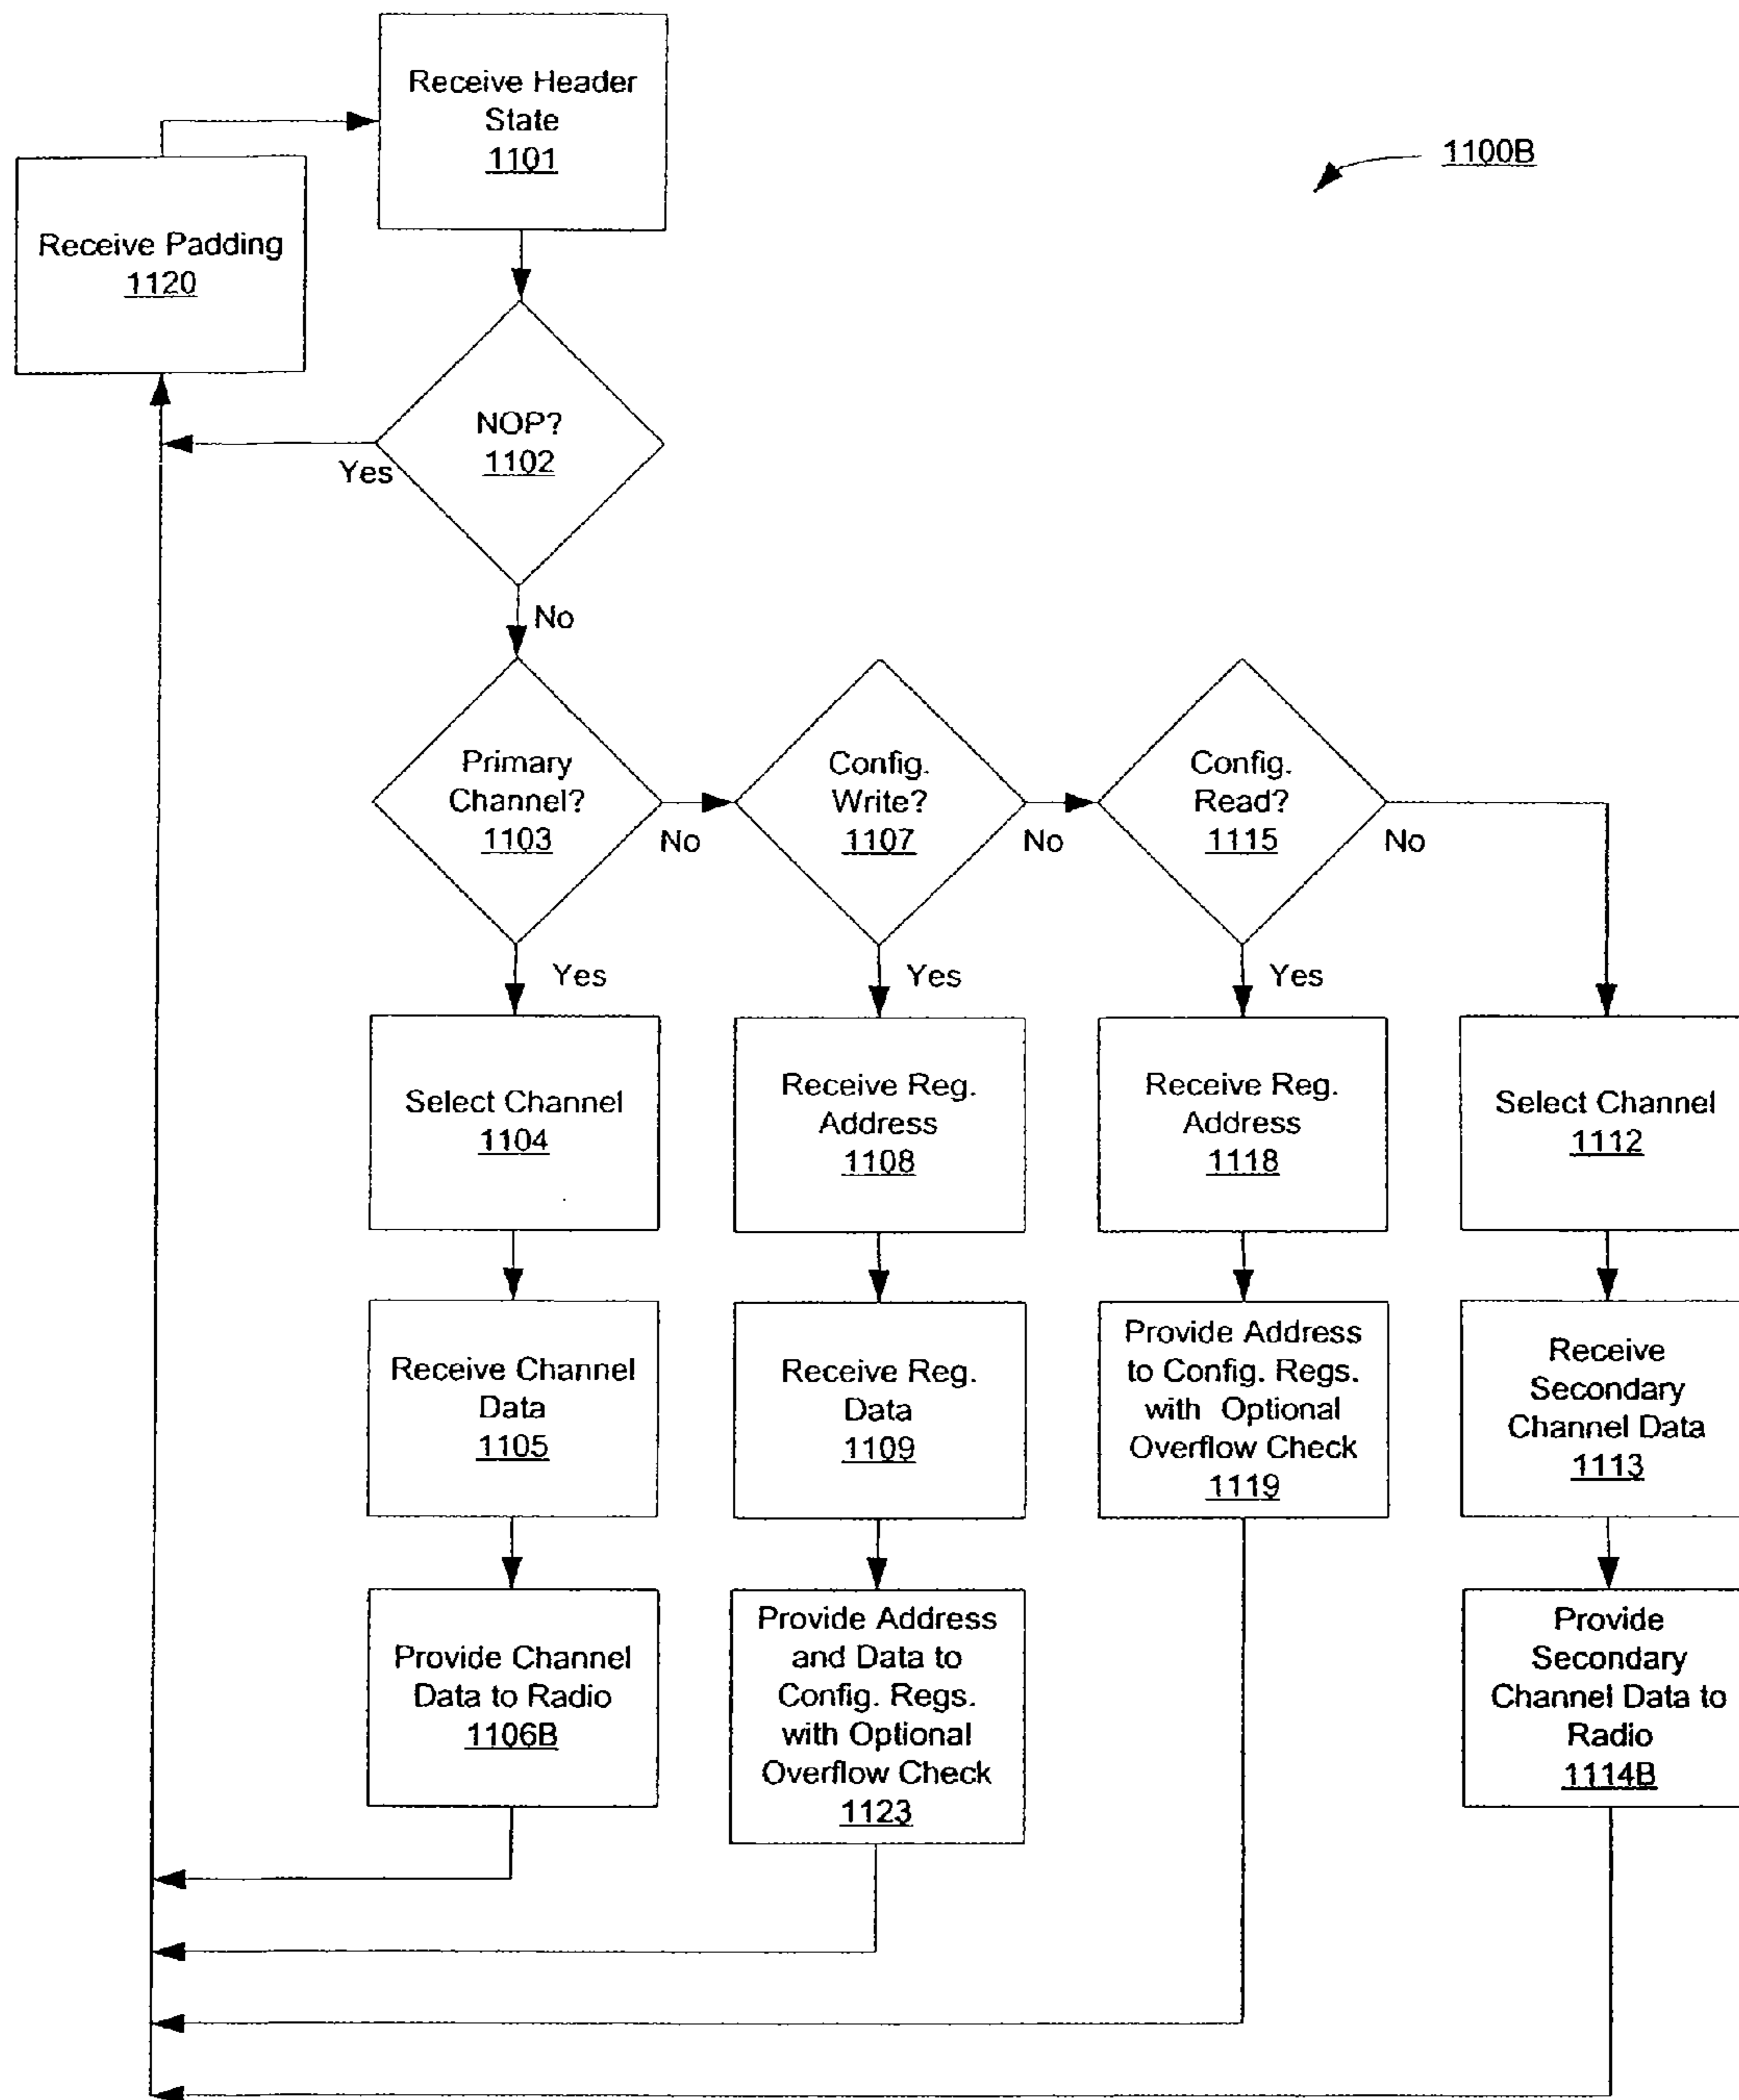 Receive Header
State
1101
1100B
Receive Padding
1120
NOP?
1102
Yes
No
Primary
Channel?
1103
No
Config.
Write?
1107
No
Config.
Read?
1115
No
Yes
Yes
Yes
Select Channel
1104
Receive Reg.
Address
1108
Receive Reg.
Address
1118
Select Channel
1112
Receive Channel
Data
1105
Receive Reg.
Data
1109
Provide Address
to Config. Regs.
with Optional
Overflow Check
1119
Receive
Secondary
Channel Data
1113
Provide Channel
Data to Radio
1106B
Provide Address
and Data to
Config. Regs.
with Optional
Overflow Check
1123
Provide
Secondary
Channel Data to
Radio
1114B